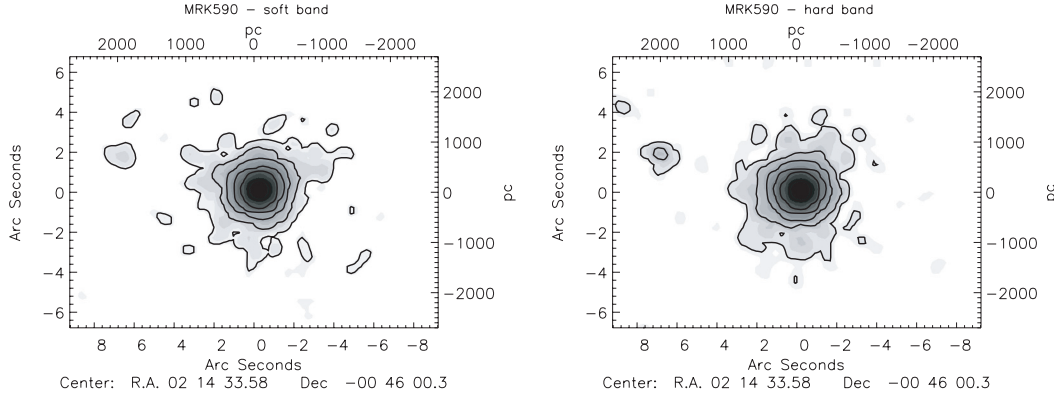 MRK590 – soft band
pc
2000 1000 0 −1000 −2000
6
4
2
0
−2
−4
−6
Arc Seconds
2000
1000
0
−1000
−2000
pc
8 6 4 2 0 −2 −4 −6 −8
Arc Seconds
Center: R.A. 02 14 33.58 Dec −00 46 00.3
MRK590 – hard band
pc
2000 1000 0 −1000 −2000
6
4
2
0
−2
−4
−6
Arc Seconds
2000
1000
0
−1000
−2000
pc
8 6 4 2 0 −2 −4 −6 −8
Arc Seconds
Center: R.A. 02 14 33.58 Dec −00 46 00.3